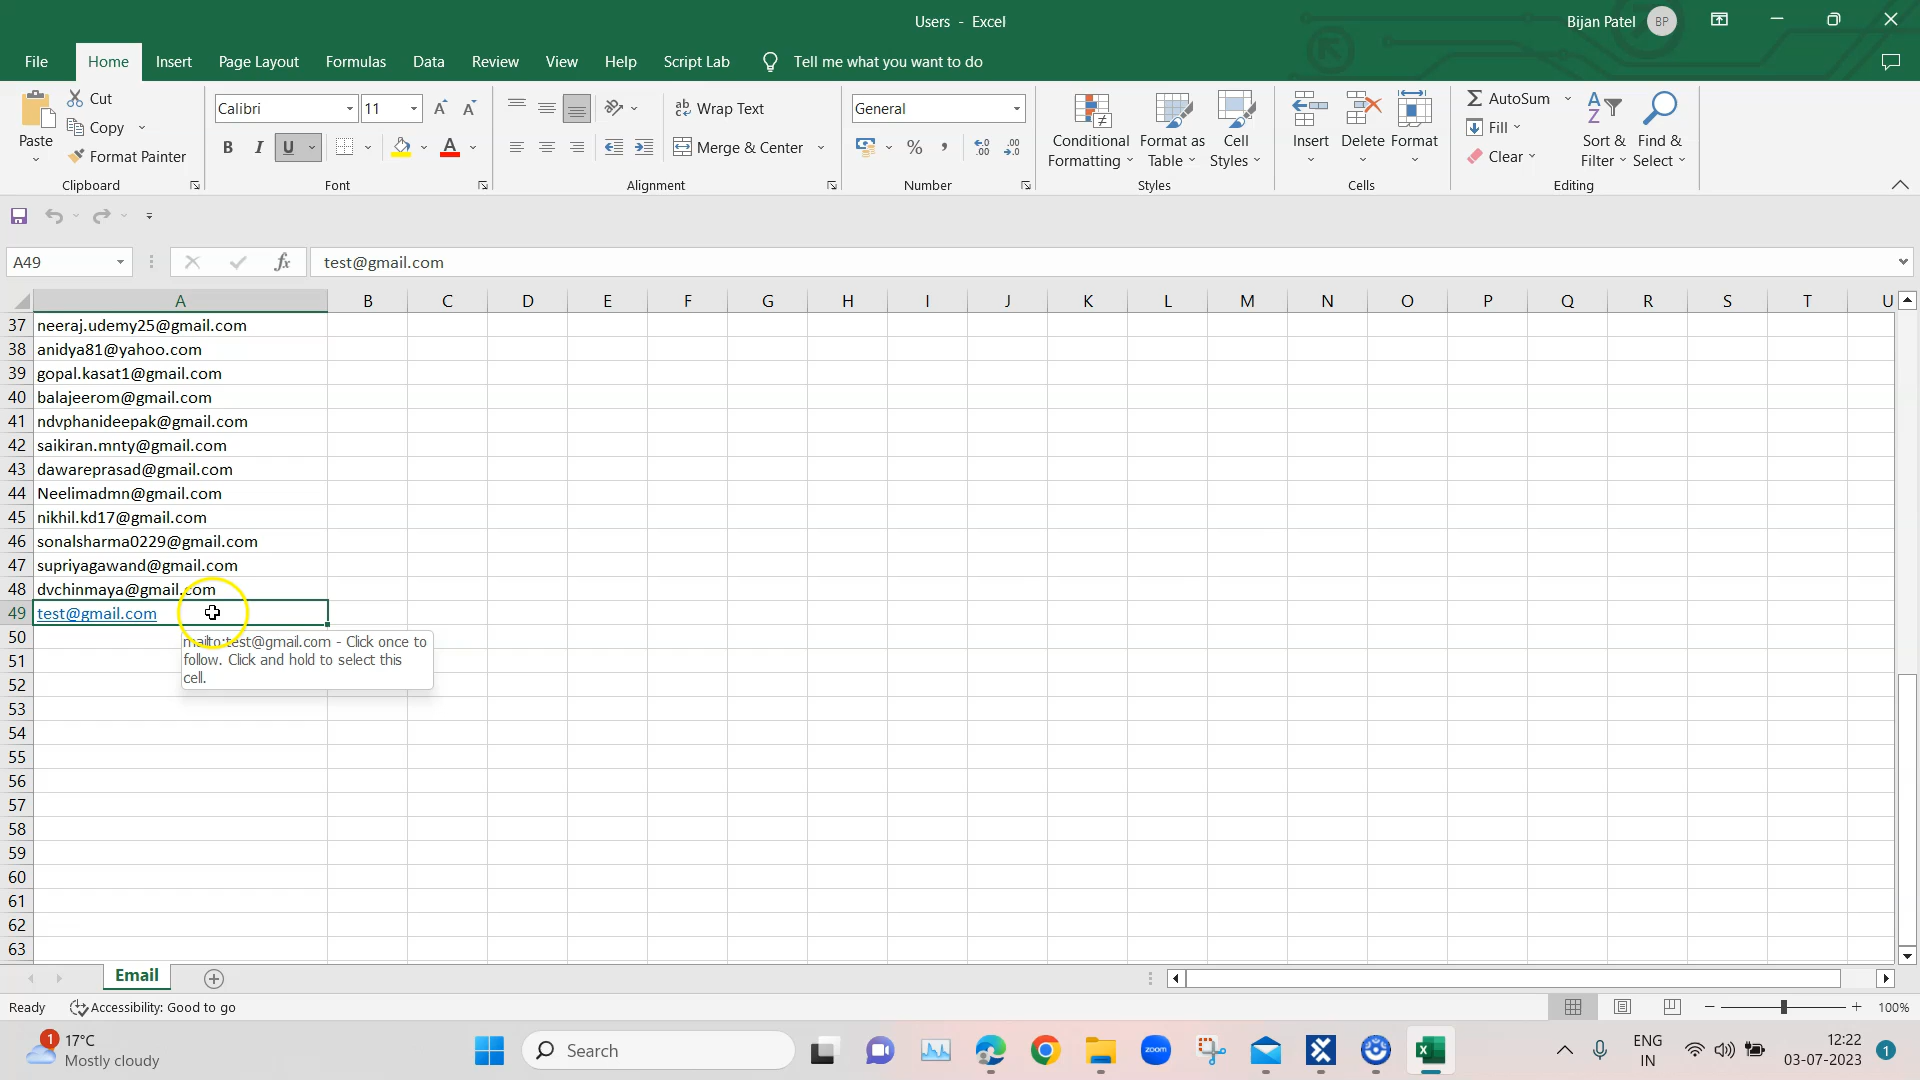 Users - Excel
Bijan Patel BP
File Home Insert Page Layout Formulas Data Review View Help Script Lab Tell me what you want to do
Paste
Cut
Copy
Format Painter
Clipboard
Calibri 11
B I U
Font
Wrap Text
Merge & Center
Alignment
General
Number
Conditional Formatting
Format as Table
Cell Styles
Styles
Insert Delete Format
Cells
AutoSum
Fill
Clear
Sort & Filter
Find & Select
Editing
A49 fx test@gmail.com
A B C D E F G H I J K L M N O P Q R S T U
37 neeraj.udemy25@gmail.com
38 anidya81@yahoo.com
39 gopal.kasat1@gmail.com
40 balajeerom@gmail.com
41 ndvphanideepak@gmail.com
42 saikiran.mnty@gmail.com
43 dawareprasad@gmail.com
44 Neelimadmn@gmail.com
45 nikhil.kd17@gmail.com
46 sonalsharma0229@gmail.com
47 supriyagawand@gmail.com
48 dvchinmaya@gmail.com
49 test@gmail.com
mailto:test@gmail.com - Click once to
follow. Click and hold to select this
cell.
50
51
52
53
54
55
56
57
58
59
60
61
62
63
Email
Ready Accessibility: Good to go 100%
1 17°C
Mostly cloudy
Search
zoom
ENG
IN
12:22
03-07-2023
1